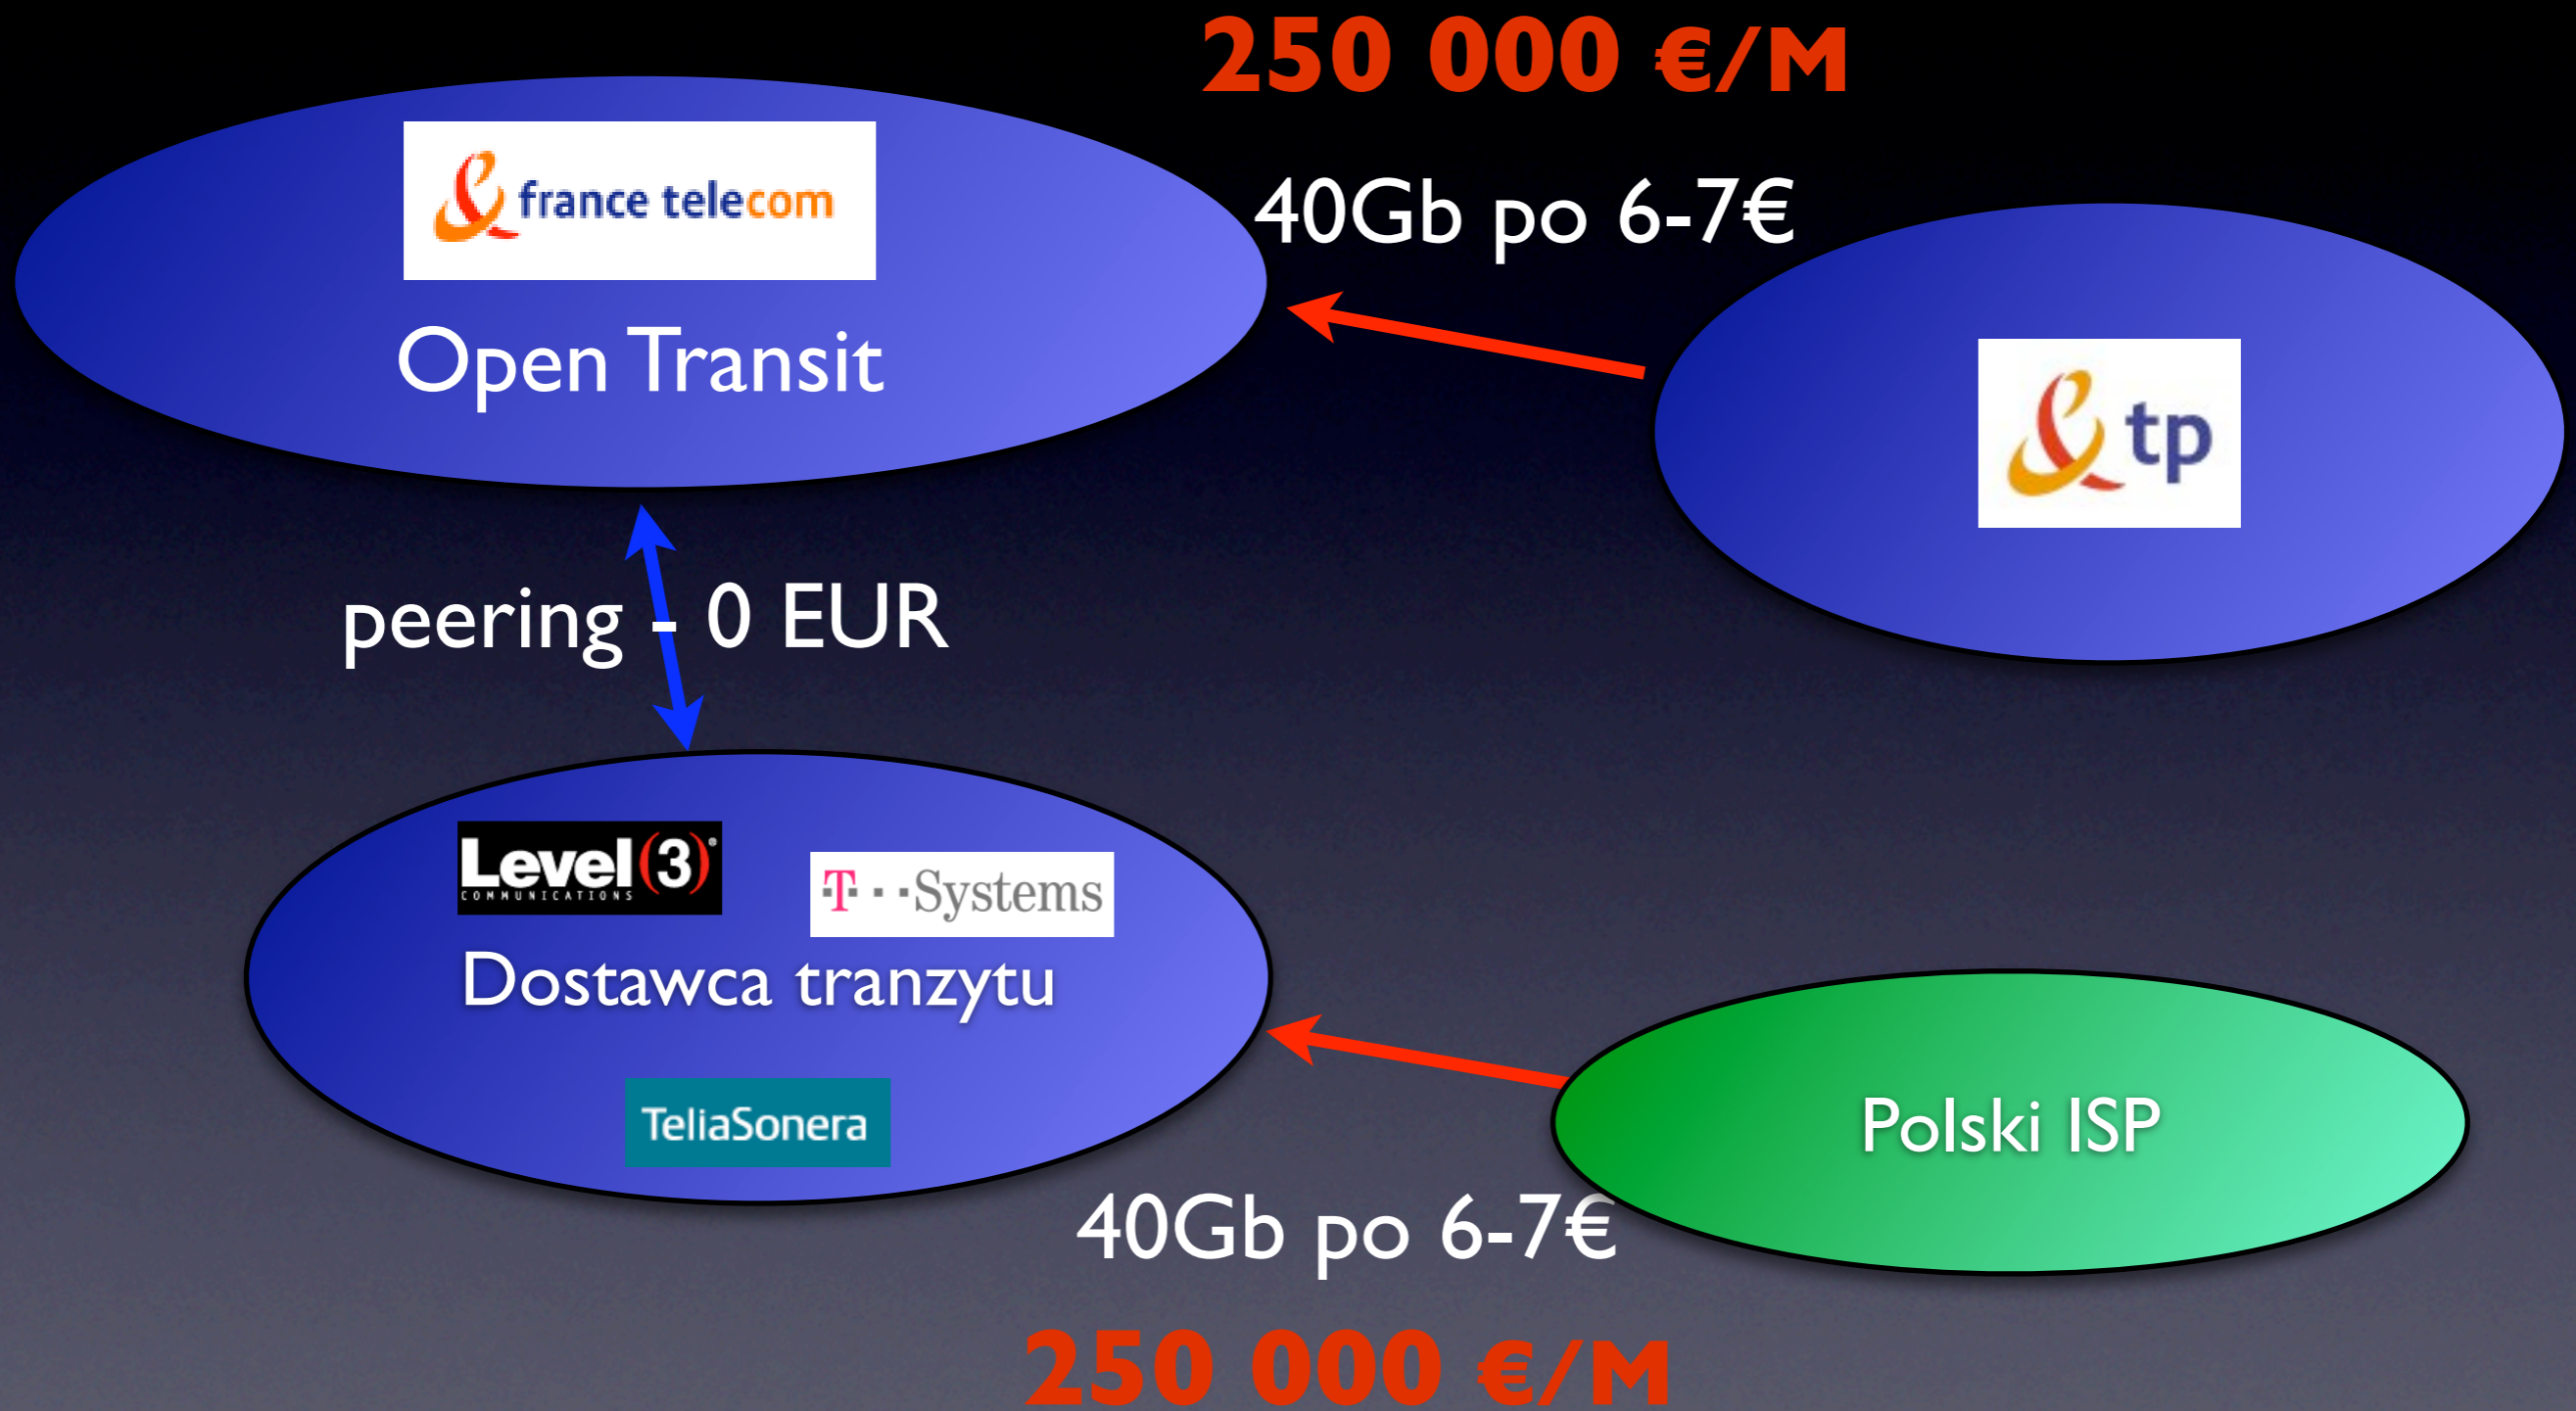 250 000 €/M
france telecom
40Gb po 6-7€
Open Transit
tp
peering - 0 EUR
Level(3)
COMMUNICATIONS
T··Systems
Dostawca tranzytu
TeliaSonera
Polski ISP
40Gb po 6-7€
250 000 €/M